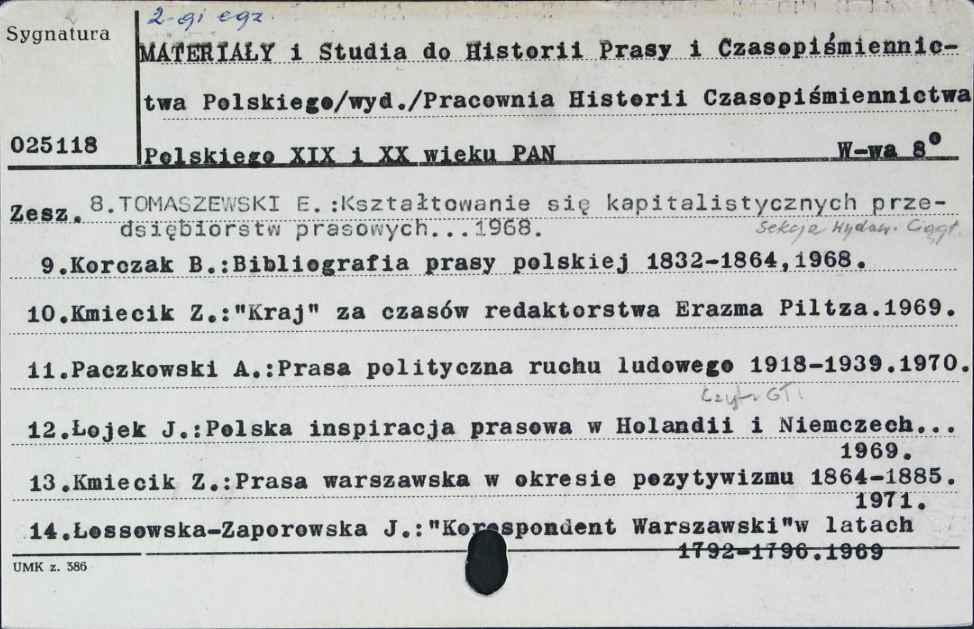 2-gi egz.
Sygnatura
MATERIAŁY i Studia do Historii Prasy i Czasopiśmiennic-
twa Polskiego/wyd./Pracownia Historii Czasopiśmiennictwa
025118
Polskiego XIX i XX wieku PAN W-wa 8°
Zesz. 8.TOMASZEWSKI E.:Kształtowanie się kapitalistycznych prze-
dsiębiorstw prasowych...1968.
Sekcja Wydaw. Ciągł.
9.Korczak B.:Bibliografia prasy polskiej 1832-1864,1968.
10.Kmiecik Z.:"Kraj" za czasów redaktorstwa Erazma Piltza.1969.
11.Paczkowski A.:Prasa polityczna ruchu ludowego 1918-1939.1970.
12.Łojek J.:Polska inspiracja prasowa w Holandii i Niemczech...
1969.
13.Kmiecik Z.:Prasa warszawska w okresie pozytywizmu 1864-1885.
1971.
14.Łossowska-Zaporowska J.:"Korespondent Warszawski"w latach
1792-1796.1969
UMK z. 386